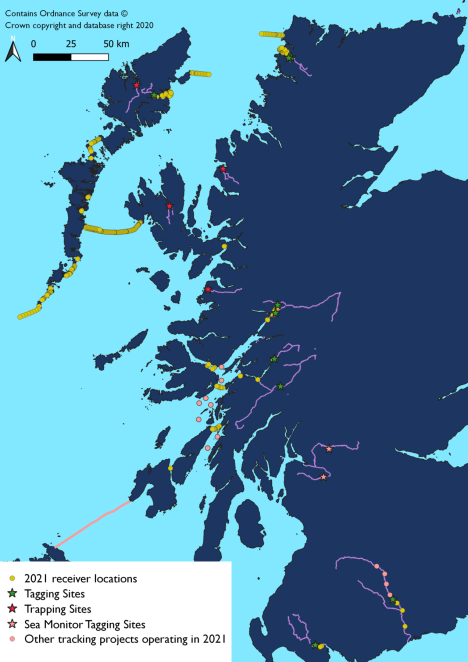 Contains Ordnance Survey data ©
Crown copyright and database right 2020
N
0 25 50 km
2021 receiver locations
Tagging Sites
Trapping Sites
Sea Monitor Tagging Sites
Other tracking projects operating in 2021